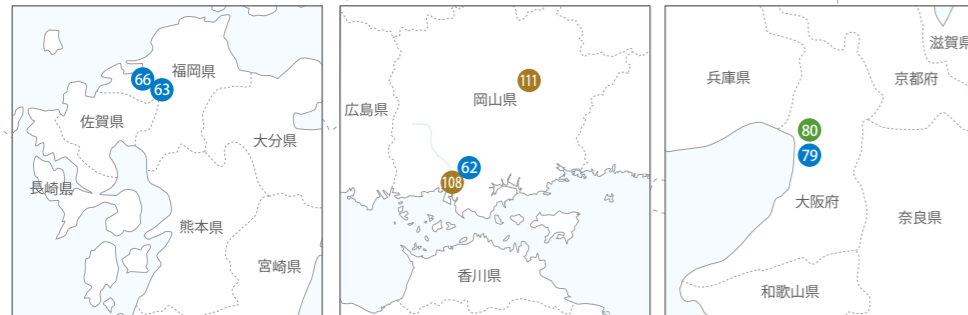 福岡県
66
63
佐賀県
大分県
長崎県
熊本県
宮崎県
111
広島県
岡山県
62
108
香川県
滋賀県
兵庫県
京都府
80
79
大阪府
奈良県
和歌山県